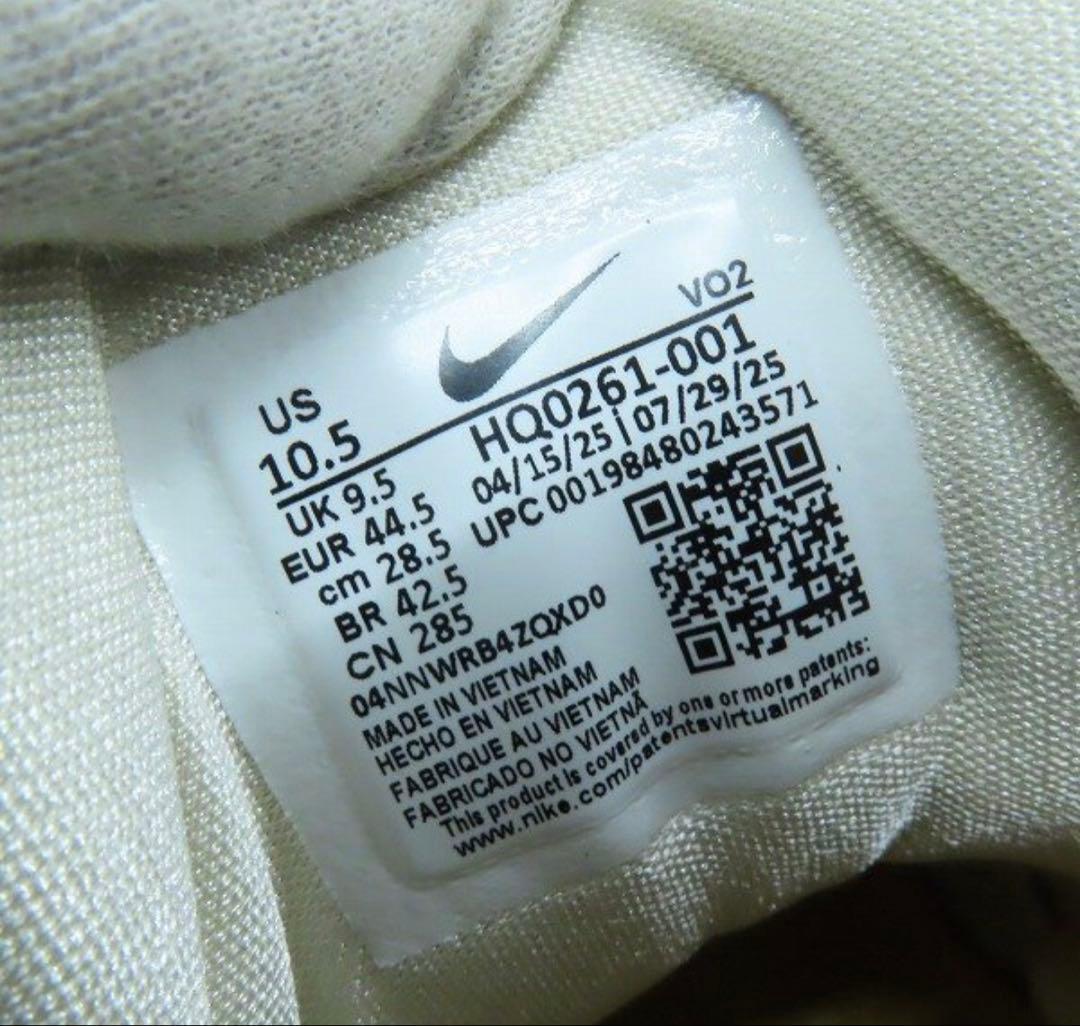 VO2
US
10.5
HQ0261-001
04/15/25 | 07/29/25
UPC 00198480243571
UK 9.5
EUR 44.5
cm 28.5
BR 42.5
CN 285
04NNWRB4ZQXD0
MADE IN VIETNAM
HECHO EN VIETNAM
FABRIQUE AU VIETNAM
FABRICADO NO VIETNÃ
This product is covered by one or more patents:
www.nike.com/patentsvirtualmarking